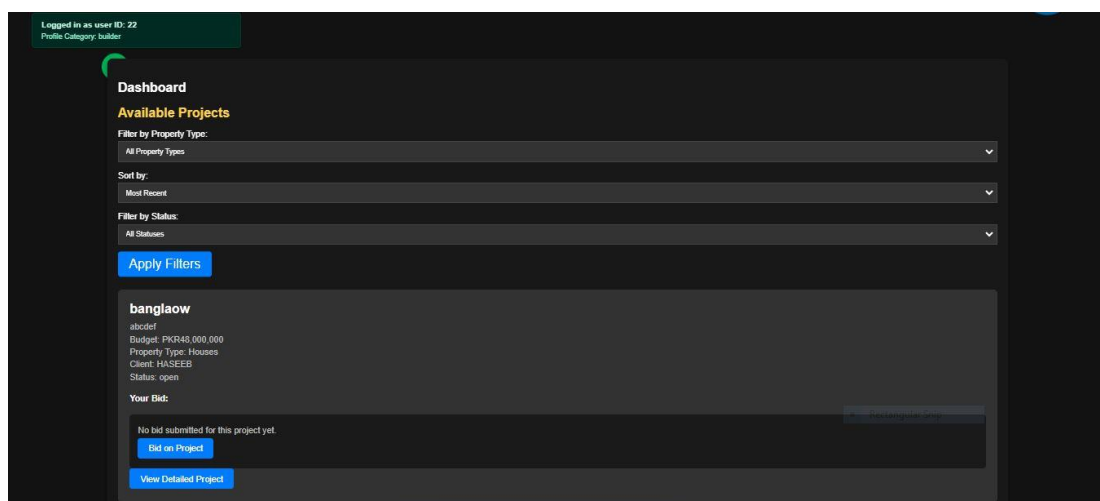 Logged in as user ID: 22
Profile Category: builder
Dashboard
Available Projects
Filter by Property Type:
All Property Types
Sort by:
Most Recent
Filter by Status:
All Statuses
Apply Filters
banglaow
abcdef
Budget: PKR48,000,000
Property Type: Houses
Client: HASEEB
Status: open
Your Bid:
Rectangular Snip
No bid submitted for this project yet.
Bid on Project
View Detailed Project